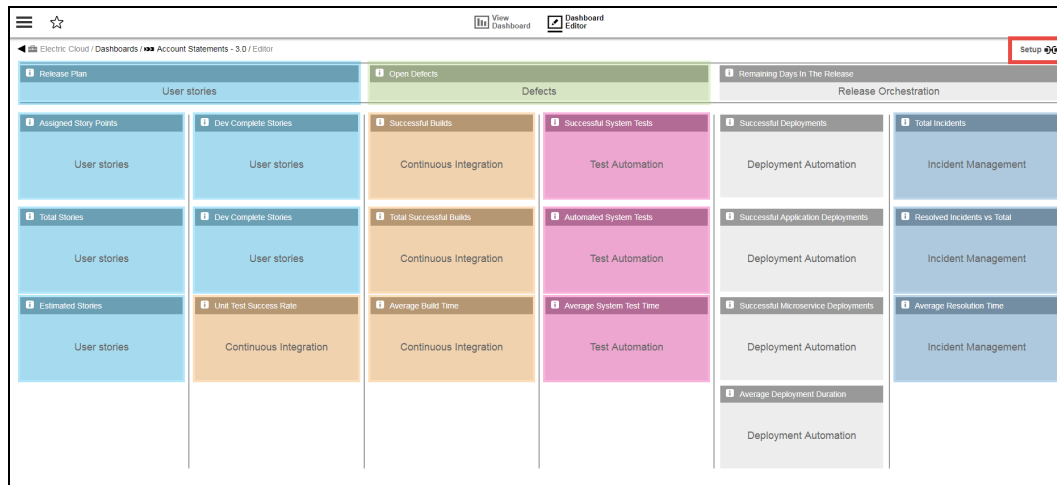 View
Dashboard
Dashboard
Editor
Electric Cloud / Dashboards / Account Statements - 3.0 / Editor
Setup
Release Plan
Open Defects
Remaining Days In The Release
User stories
Defects
Release Orchestration
Assigned Story Points
Dev Complete Stories
Successful Builds
Successful System Tests
Successful Deployments
Total Incidents
User stories
User stories
Continuous Integration
Test Automation
Deployment Automation
Incident Management
Total Stories
Dev Complete Stories
Total Successful Builds
Automated System Tests
Successful Application Deployments
Resolved Incidents vs Total
User stories
User stories
Continuous Integration
Test Automation
Deployment Automation
Incident Management
Estimated Stories
Unit Test Success Rate
Average Build Time
Average System Test Time
Successful Microservice Deployments
Average Resolution Time
User stories
Continuous Integration
Continuous Integration
Test Automation
Deployment Automation
Incident Management
Average Deployment Duration
Deployment Automation